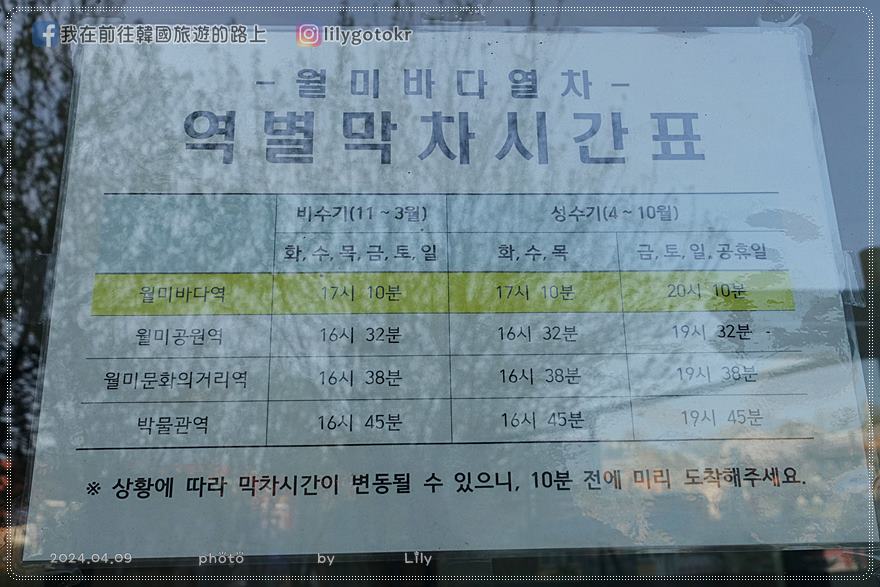 我在前往韓國旅遊的路上 lilygotokr
-월미바다열차-
역별막차시간표
비수기(11~3월) 성수기(4~10월)
화,수,목,금,토,일 화,수,목 금,토,일,공휴일
월미바다역 17시 10분 17시 10분 20시 10분
월미공원역 16시 32분 16시 32분 19시 32분
월미문화의거리역 16시 38분 16시 38분 19시 38분
박물관역 16시 45분 16시 45분 19시 45분
※ 상황에 따라 막차시간이 변동될 수 있으니, 10분 전에 미리 도착해주세요.
2024.04.09 photo by Lily